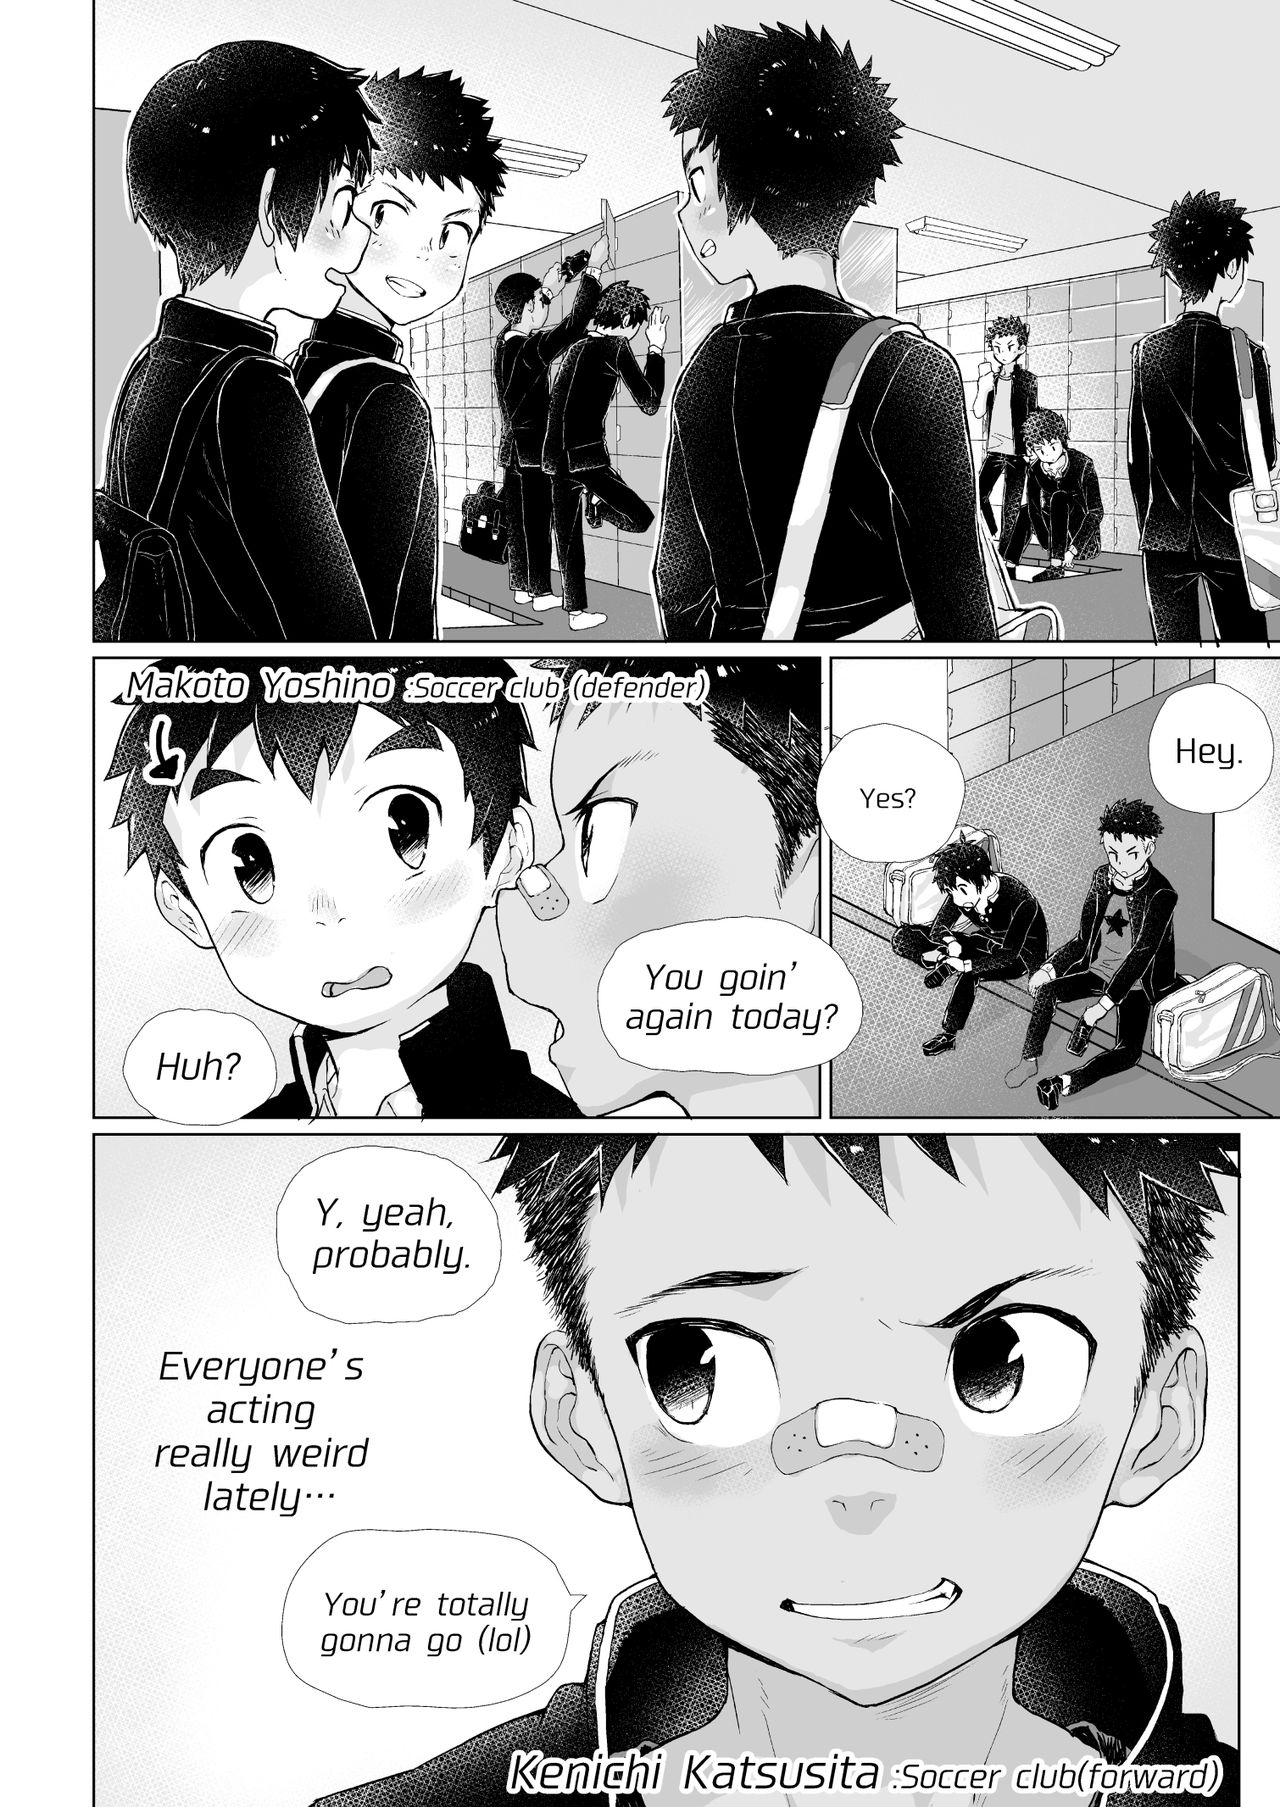 Hey.
Yes?
Makoto Yoshino :Soccer club (defender)
You goin'
again today?
Huh?
Y, yeah,
probably.
Everyone's
acting
really weird
lately…
You're totally
gonna go (lol)
Kenichi Katsusita :Soccer club(forward)